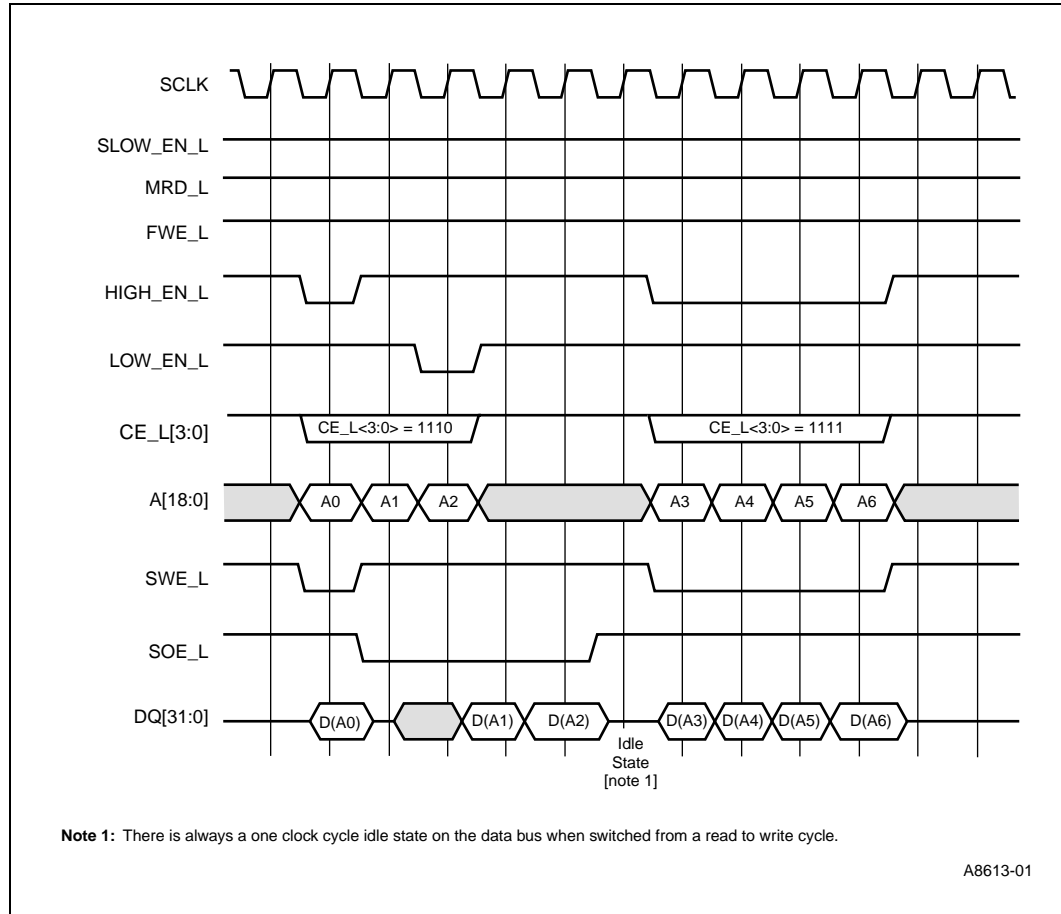 SCLK
SLOW_EN_L
MRD_L
FWE_L
HIGH_EN_L
LOW_EN_L
CE_L[3:0]
CE_L<3:0> = 1110
CE_L<3:0> = 1111
A[18:0]
A0
A1
A2
A3
A4
A5
A6
SWE_L
SOE_L
DQ[31:0]
D(A0)
D(A1)
D(A2)
D(A3)
D(A4)
D(A5)
D(A6)
Idle
State
[note 1]
Note 1: There is always a one clock cycle idle state on the data bus when switched from a read to write cycle.
A8613-01